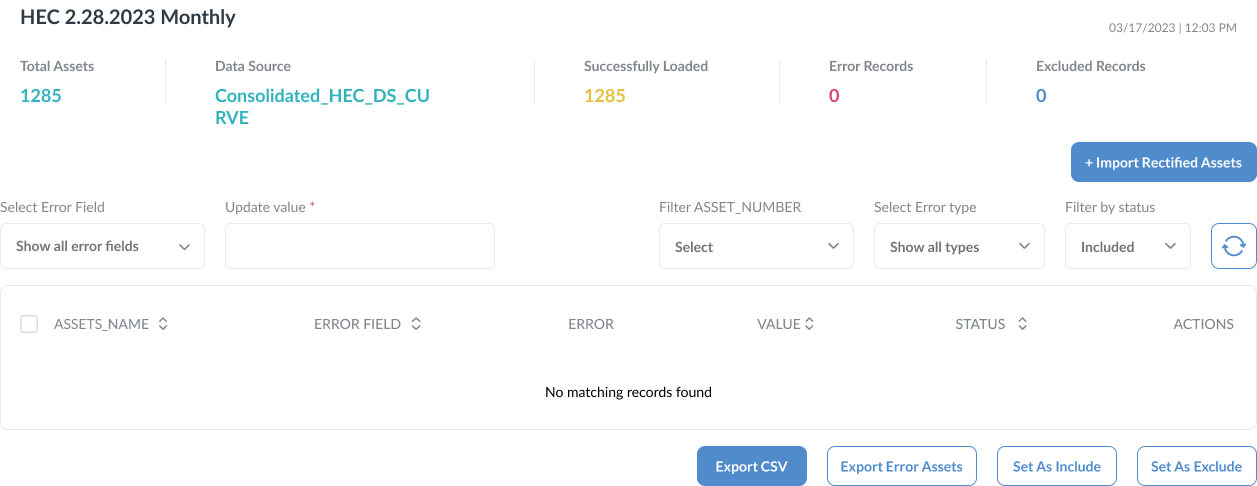 HEC 2.28.2023 Monthly
03/17/2023 | 12:03 PM
Total Assets
1285
Data Source
Consolidated_HEC_DS_CU
RVE
Successfully Loaded
1285
Error Records
0
Excluded Records
0
+ Import Rectified Assets
Select Error Field
Show all error fields
Update value *
Filter ASSET_NUMBER
Select
Select Error type
Show all types
Filter by status
Included
ASSETS_NAME ERROR FIELD ERROR VALUE STATUS ACTIONS
No matching records found
Export CSV Export Error Assets Set As Include Set As Exclude